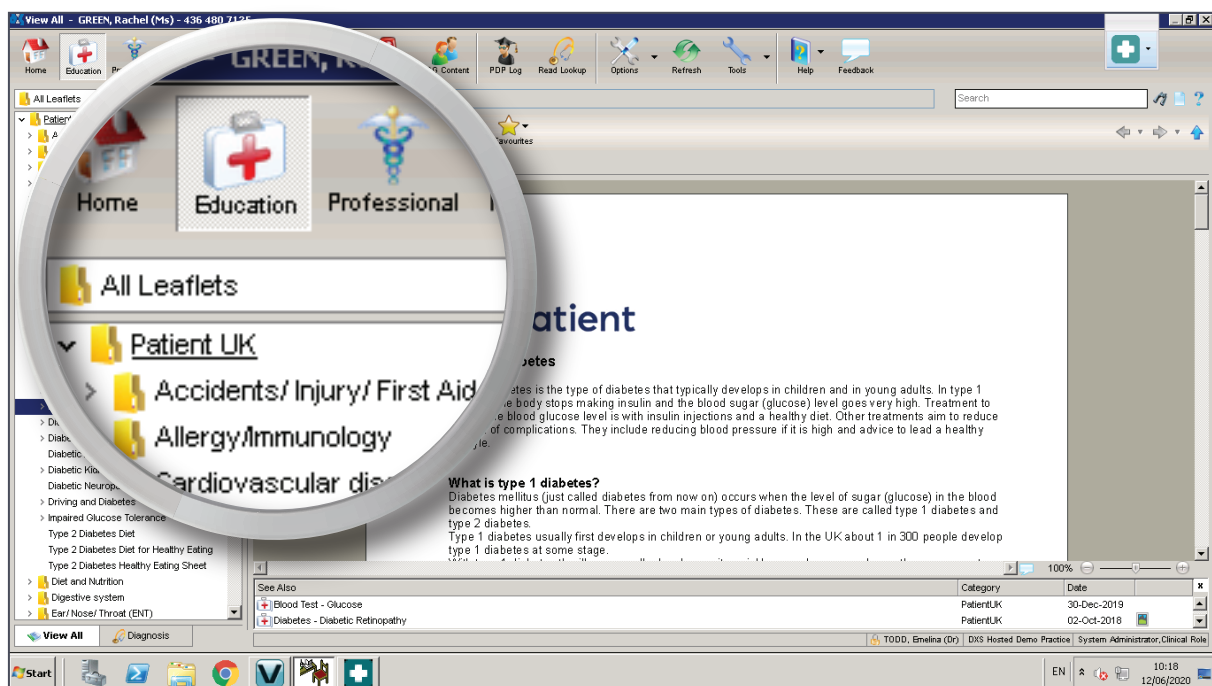 View All - GREEN, Rachel (Ms) - 436 480 7125
Home
Education
Content
PDP Log
Read Lookup
Options
Refresh
Tools
Help
Feedback
All Leaflets
Search
Favourites
GREEN,
Home
Education
Professional
All Leaflets
Patient UK
Accidents/ Injury/ First Aid
Allergy/Immunology
Cardiovascular
Diabetic
Driving and Diabetes
Impaired Glucose Tolerance
Type 2 Diabetes Diet
Type 2 Diabetes Diet for Healthy Eating
Type 2 Diabetes Healthy Eating Sheet
Diet and Nutrition
Digestive system
Ear/ Nose/ Throat (ENT)
View All
Diagnosis
atient
betes
etes is the type of diabetes that typically develops in children and in young adults. In type 1
body stops making insulin and the blood sugar (glucose) level goes very high. Treatment to
blood glucose level is with insulin injections and a healthy diet. Other treatments aim to reduce
of complications. They include reducing blood pressure if it is high and advice to lead a healthy
What is type 1 diabetes?
Diabetes mellitus (just called diabetes from now on) occurs when the level of sugar (glucose) in the blood
becomes higher than normal. There are two main types of diabetes. These are called type 1 diabetes and
type 2 diabetes.
Type 1 diabetes usually first develops in children or young adults. In the UK about 1 in 300 people develop
type 1 diabetes at some stage.
100%
See Also
Category
Date
Blood Test - Glucose
PatientUK
30-Dec-2019
Diabetes - Diabetic Retinopathy
PatientUK
02-Oct-2018
TODD, Emelina (Dr)
DXS Hosted Demo Practice
System Administrator,Clinical Role
Start
EN
10:18
12/06/2020